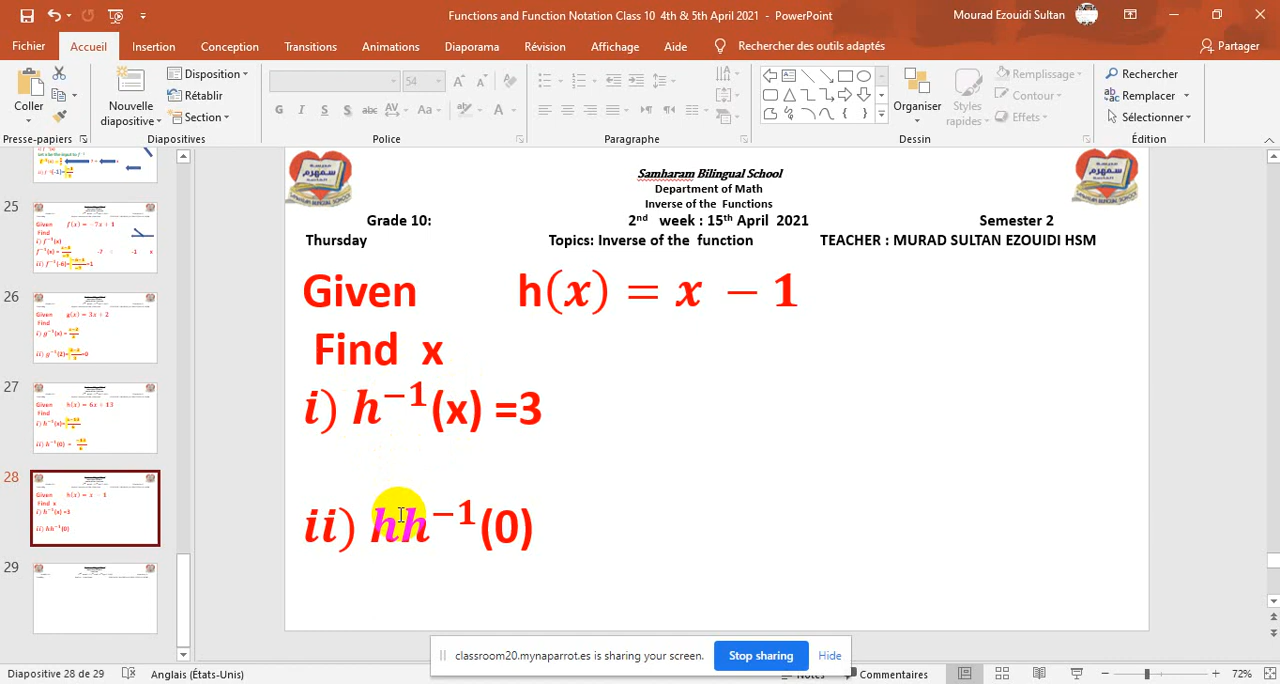 Functions and Function Notation Class 10 4th & 5th April 2021 - PowerPoint
Mourad Ezouidi Sultan
Fichier Accueil Insertion Conception Transitions Animations Diaporama Révision Affichage Aide Rechercher des outils adaptés Partager
Coller
Presse-papiers
Nouvelle diapositive
Disposition
Rétablir
Section
Diapositives
54
G I S S abc AV Aa
Police
Paragraphe
Organiser
Styles rapides
Remplissage
Contour
Effets
Dessin
Rechercher
Remplacer
Sélectionner
Édition
25
26
27
28
29
Samharam Bilingual School
Department of Math
Inverse of the Functions
Grade 10: 2nd week : 15th April 2021 Semester 2
Thursday Topics: Inverse of the function TEACHER : MURAD SULTAN EZOUIDI HSM
Given h(x) = x − 1
Find x
i) h⁻¹(x) =3
ii) hh⁻¹(0)
classroom20.mynaparrot.es is sharing your screen. Stop sharing Hide
Diapositive 28 de 29 Anglais (États-Unis) Notes Commentaires 72%